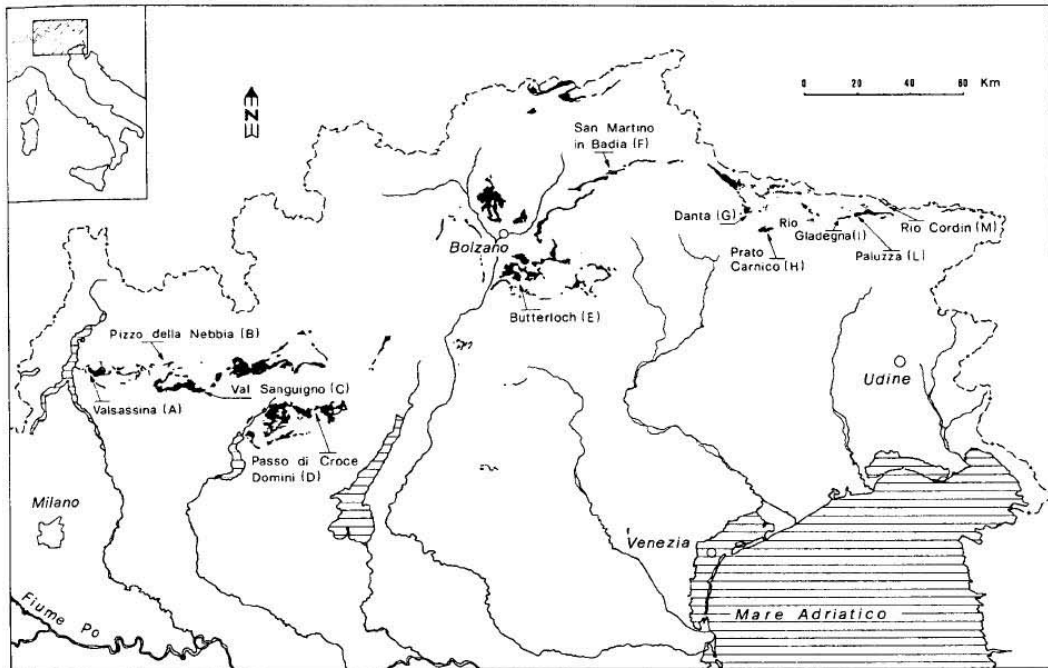 0 20 40 60 Km
NEW
San Martino
in Badia (F)
Danta (G)
Rio
Gladegna(I)
Rio Cordin (M)
Prato
Carnico (H)
Paluzza (L)
Bolzano
Butterloch (E)
Pizzo della Nebbia (B)
Val Sanguigno (C)
Valsassina (A)
Passo di Croce
Domini (D)
Udine
Milano
Venezia
Mare Adriatico
Fiume Po